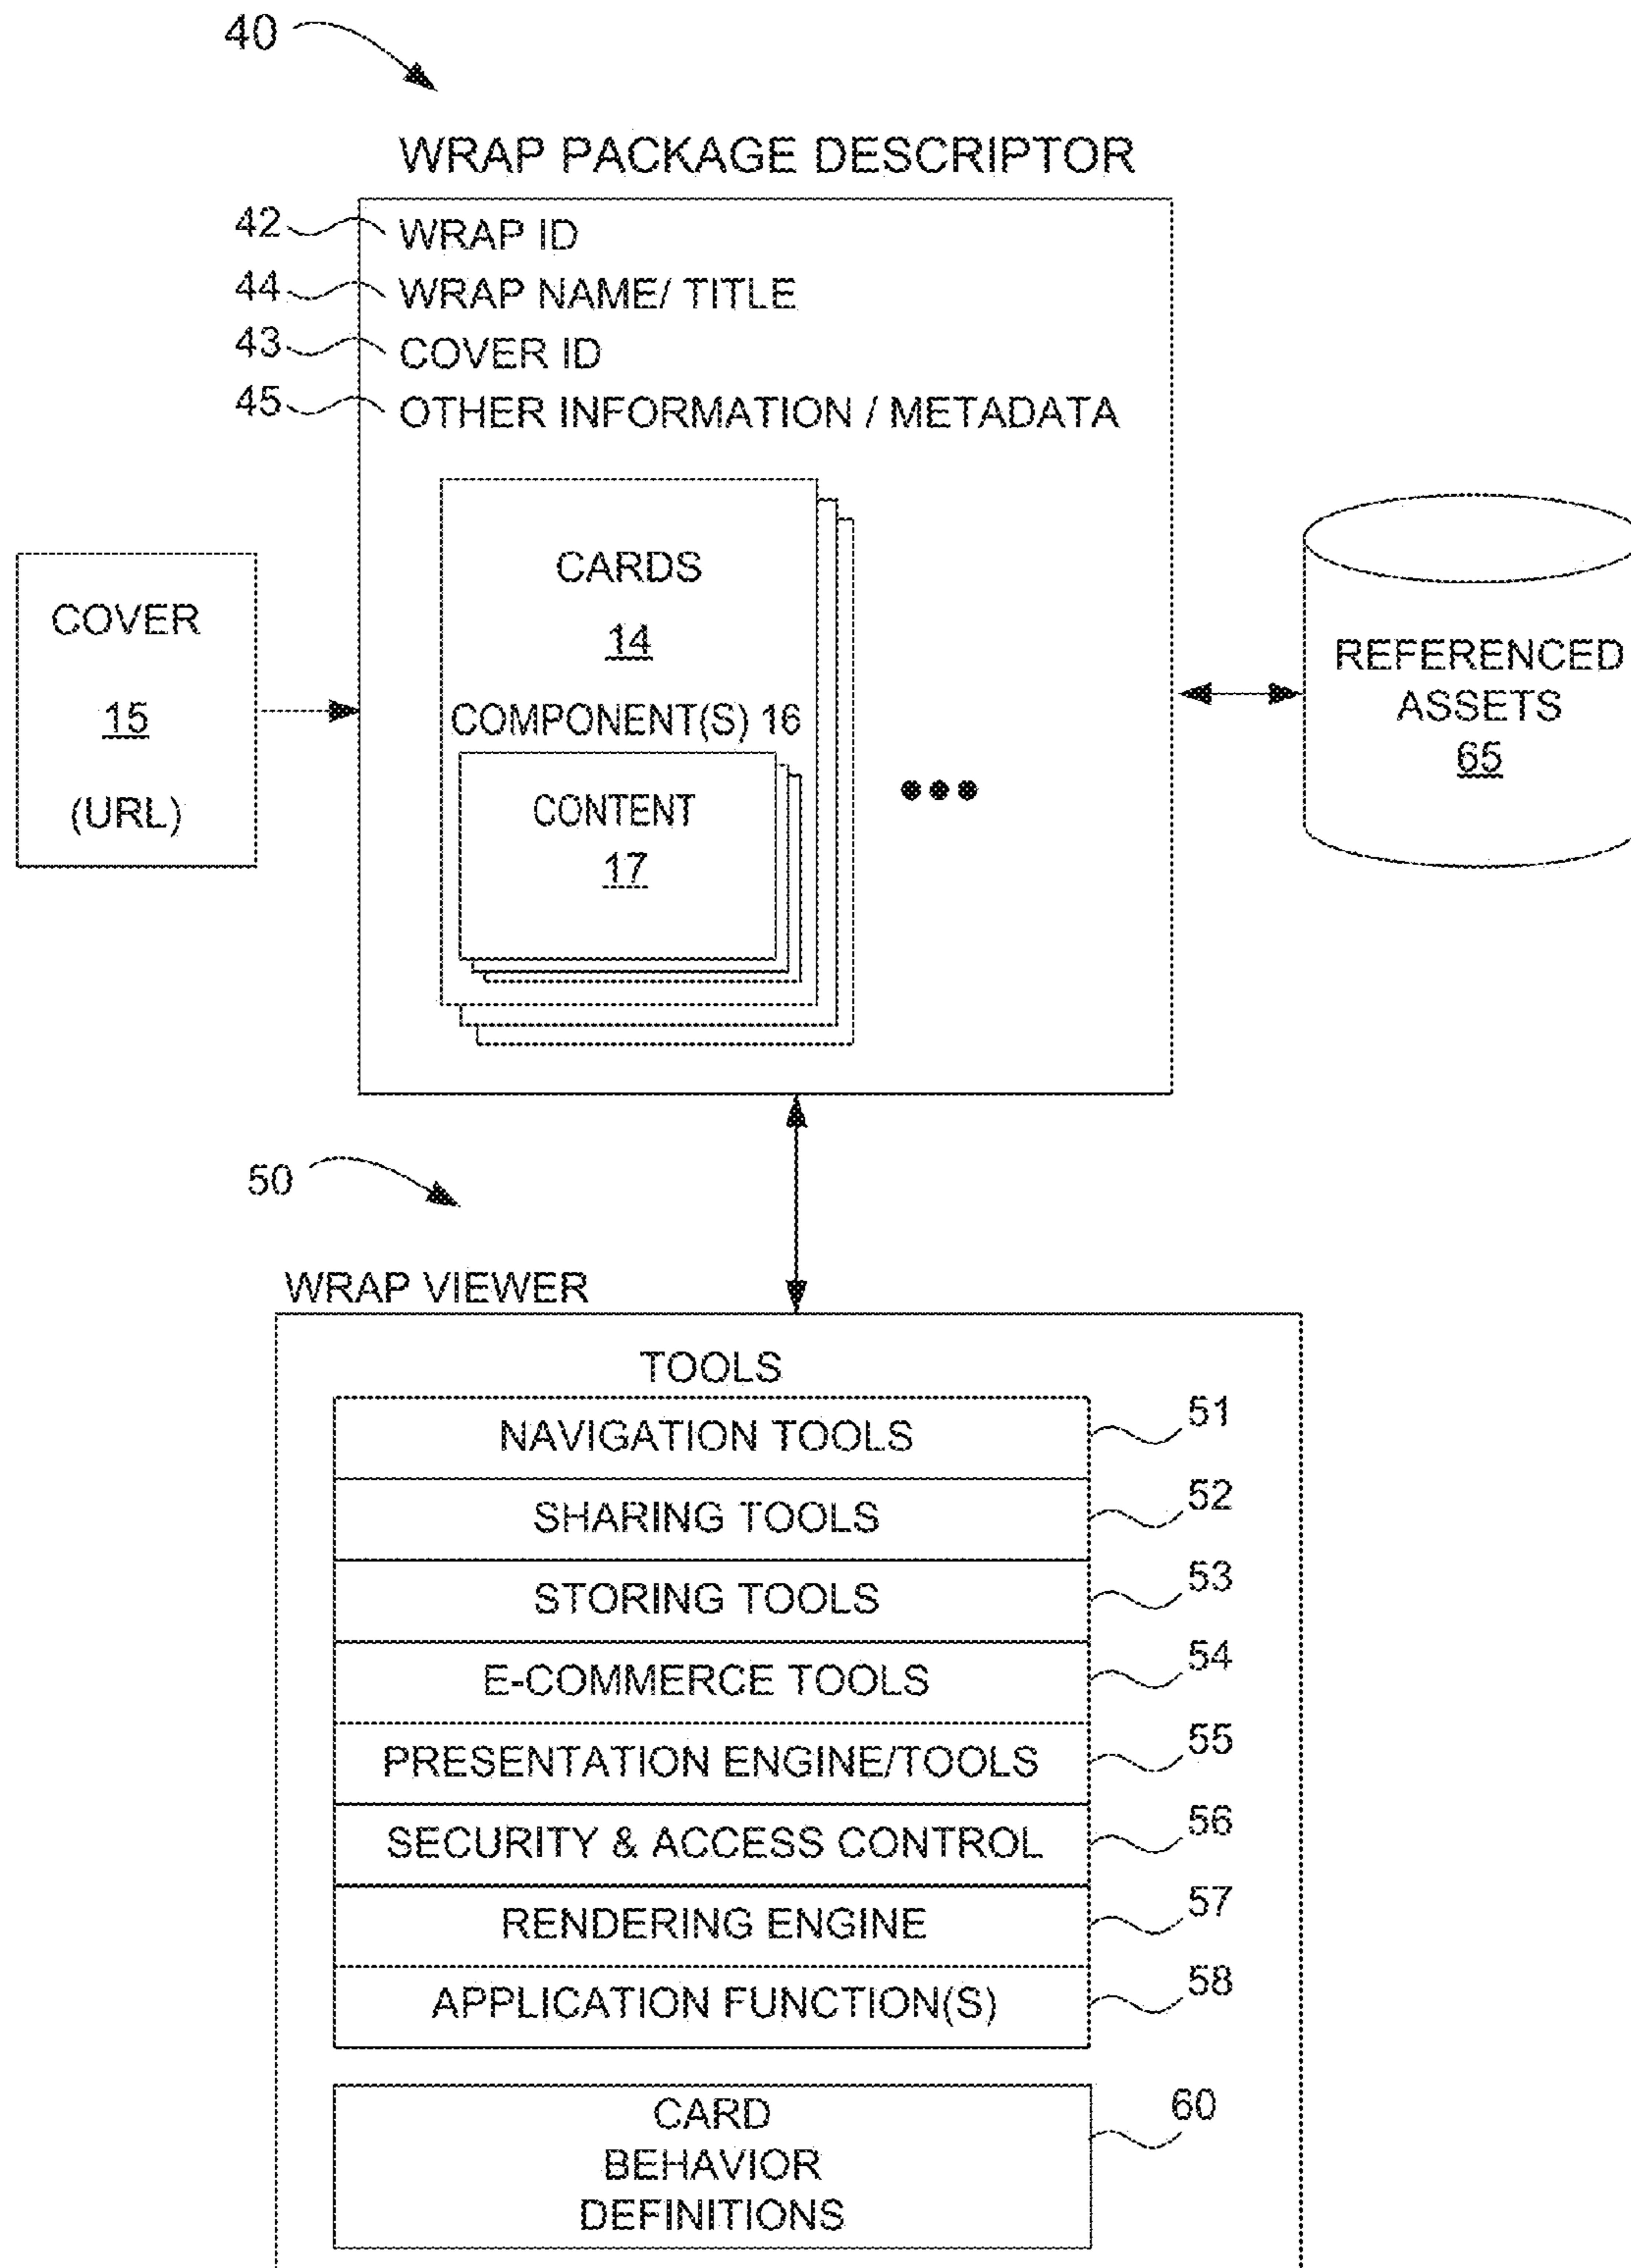 40
WRAP PACKAGE DESCRIPTOR
42 WRAP ID
44 WRAP NAME/ TITLE
43 COVER ID
45 OTHER INFORMATION / METADATA
COVER
15
(URL)
CARDS
14
COMPONENT(S) 16
CONTENT
17
REFERENCED
ASSETS
65
50
WRAP VIEWER
TOOLS
NAVIGATION TOOLS 51
SHARING TOOLS 52
STORING TOOLS 53
E-COMMERCE TOOLS 54
PRESENTATION ENGINE/TOOLS 55
SECURITY & ACCESS CONTROL 56
RENDERING ENGINE 57
APPLICATION FUNCTION(S) 58
CARD
BEHAVIOR
DEFINITIONS
60